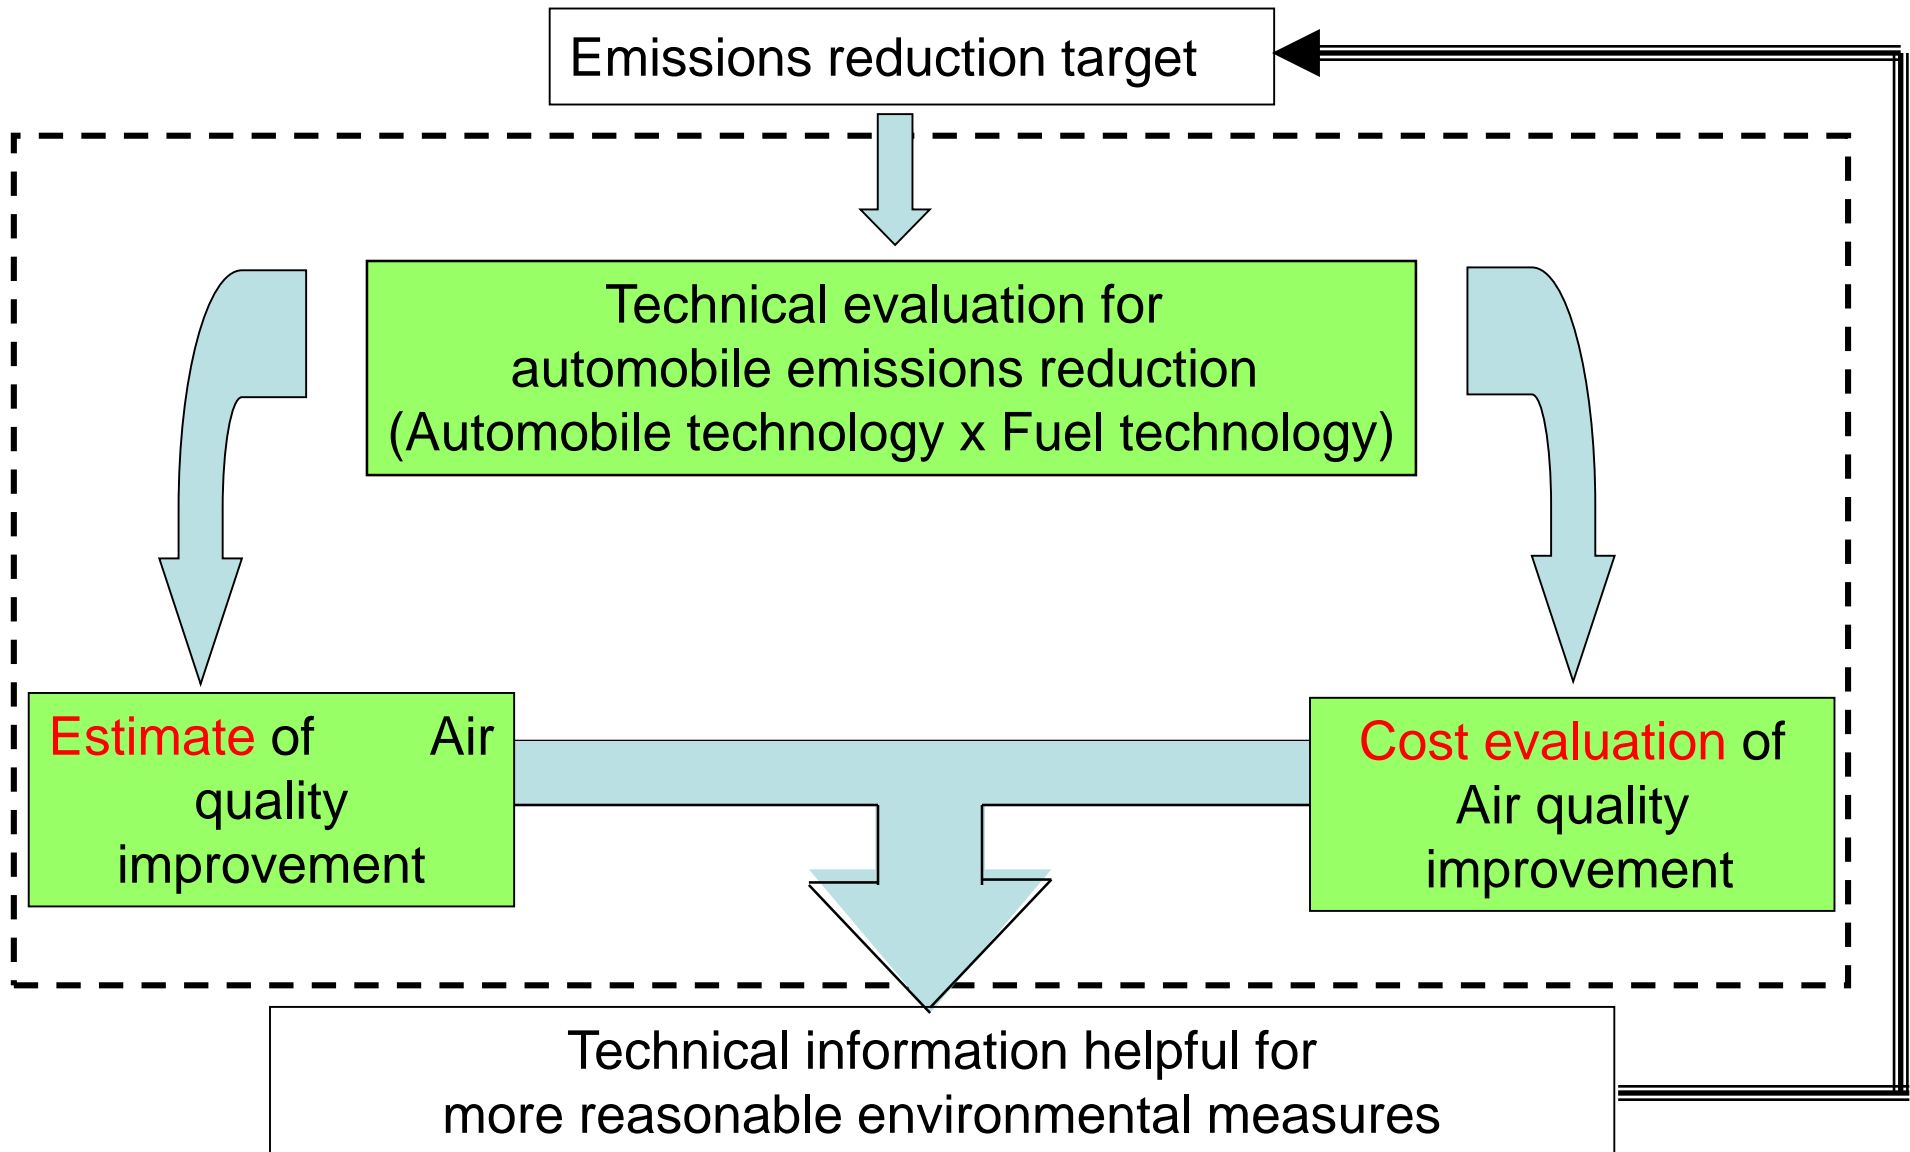 Emissions reduction target
Technical evaluation for
automobile emissions reduction
(Automobile technology x Fuel technology)
Estimate of Air
quality
improvement
Cost evaluation of
Air quality
improvement
Technical information helpful for
more reasonable environmental measures